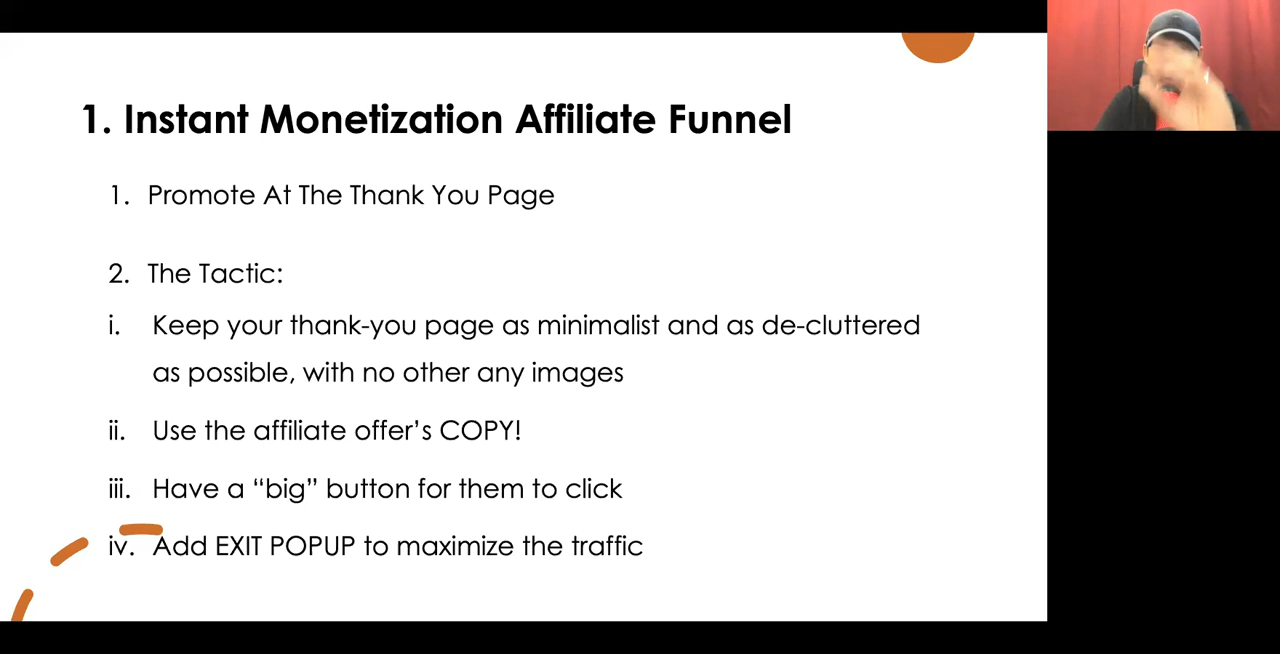 1. Instant Monetization Affiliate Funnel
1. Promote At The Thank You Page
2. The Tactic:
i. Keep your thank-you page as minimalist and as de-cluttered
as possible, with no other any images
ii. Use the affiliate offer’s COPY!
iii. Have a “big” button for them to click
iv. Add EXIT POPUP to maximize the traffic